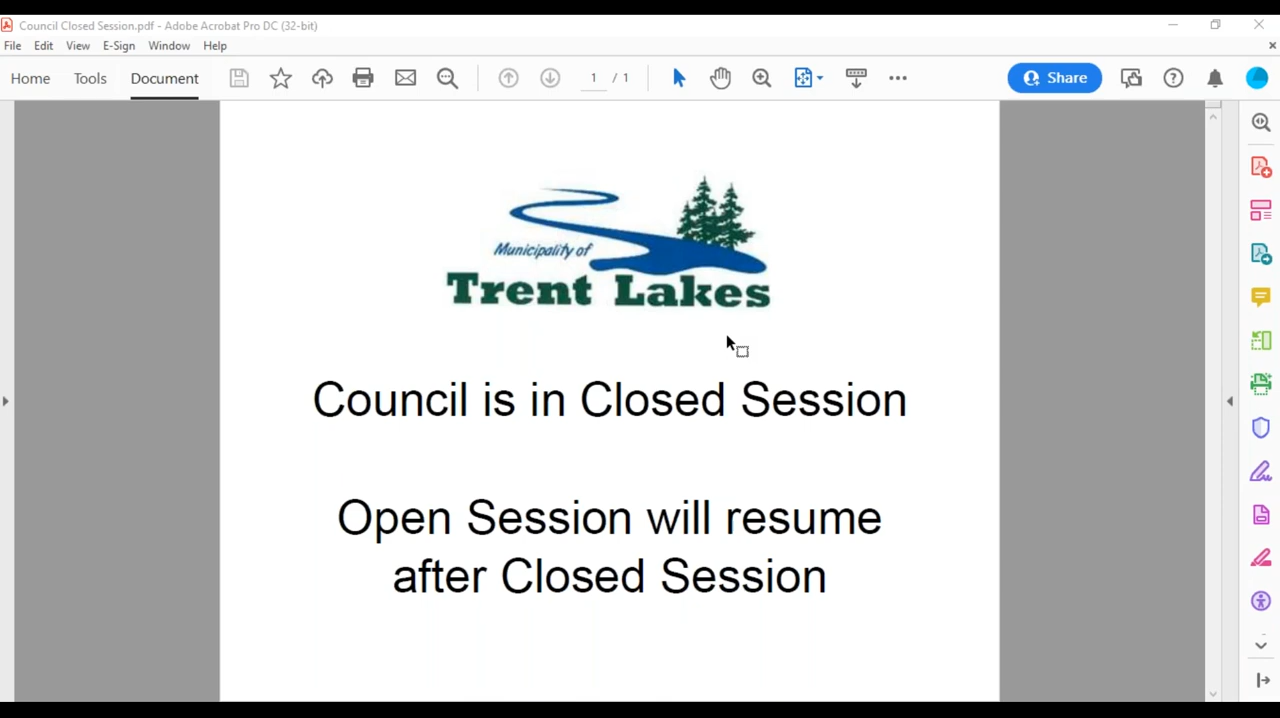 Council Closed Session.pdf - Adobe Acrobat Pro DC (32-bit)
File Edit View E-Sign Window Help
Home Tools Document 1 / 1 Share
Municipality of
Trent Lakes
Council is in Closed Session
Open Session will resume
after Closed Session